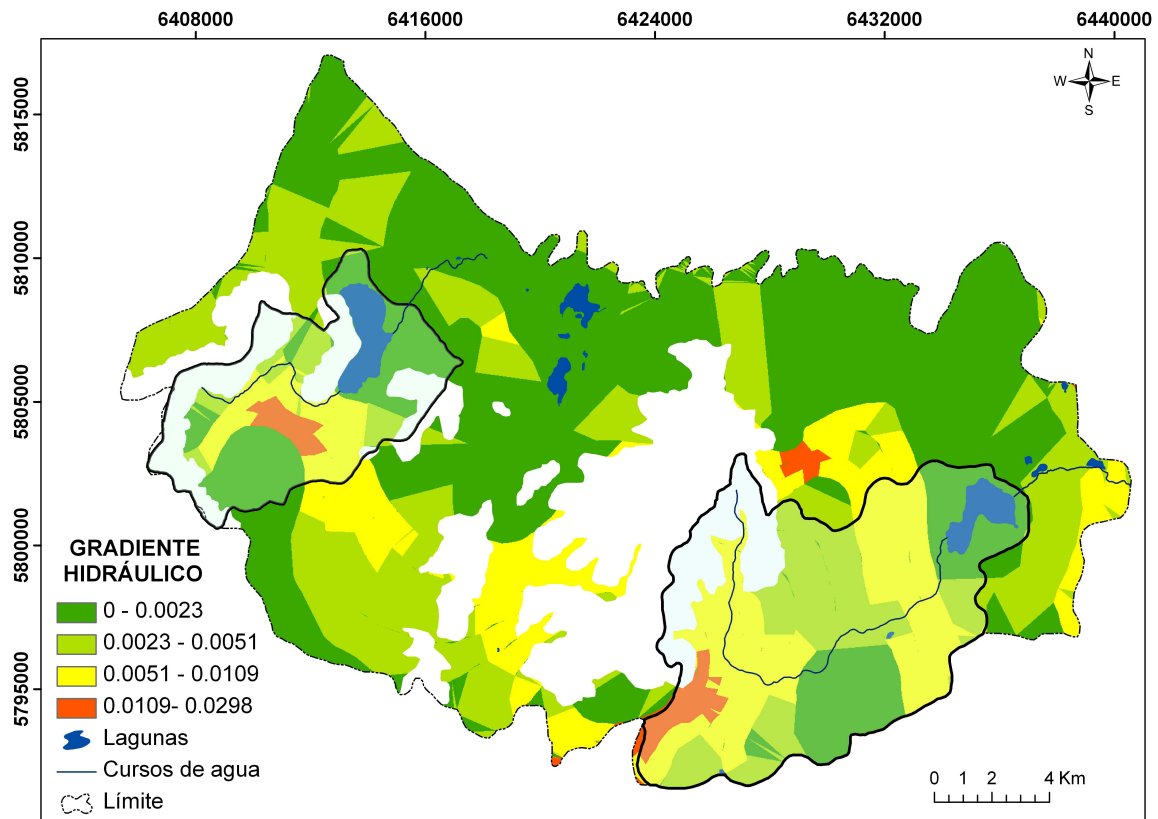 6408000 6416000 6424000 6432000 6440000
5815000
5810000
5805000
5800000
5795000
N
W E
S
GRADIENTE
HIDRÁULICO
0 - 0.0023
0.0023 - 0.0051
0.0051 - 0.0109
0.0109- 0.0298
Lagunas
Cursos de agua
Límite
0 1 2 4 Km